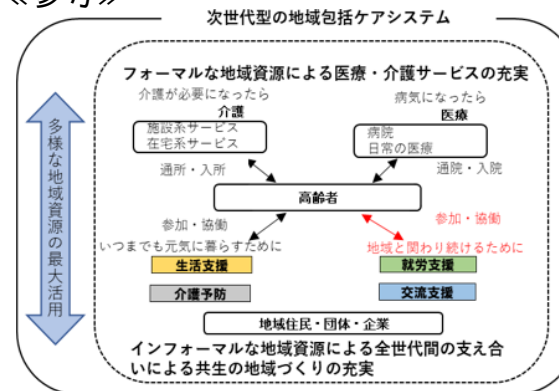 ≪参考≫
次世代型の地域包括ケアシステム
フォーマルな地域資源による医療・介護サービスの充実
介護が必要になったら
介護
施設系サービス
在宅系サービス
通所・入所
病気になったら
医療
病院
日常の医療
通院・入院
多様な地域資源の最大活用
高齢者
参加・協働
いつまでも元気に暮らすために
生活支援
介護予防
参加・協働
地域と関わり続けるために
就労支援
交流支援
地域住民・団体・企業
インフォーマルな地域資源による全世代間の支え合
いによる共生の地域づくりの充実